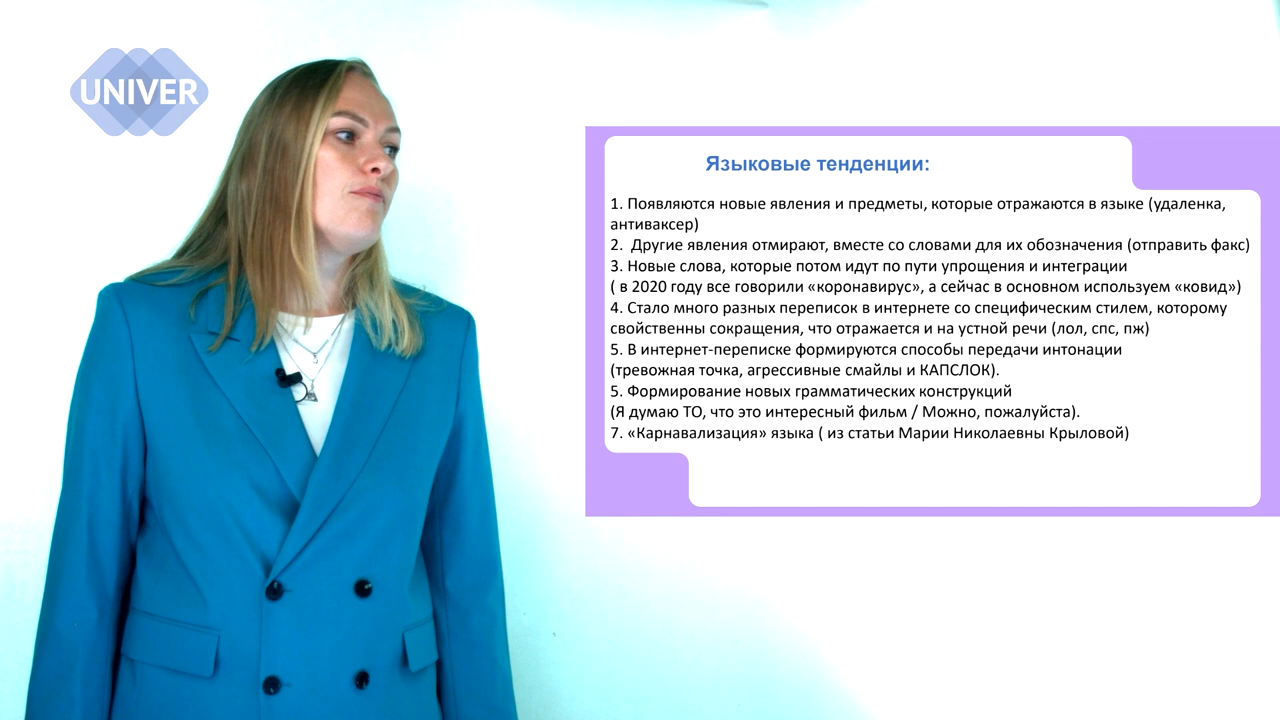 UNIVER
Языковые тенденции:
1. Появляются новые явления и предметы, которые отражаются в языке (удаленка,
антиваксер)
2.  Другие явления отмирают, вместе со словами для их обозначения (отправить факс)
3. Новые слова, которые потом идут по пути упрощения и интеграции
( в 2020 году все говорили «коронавирус», а сейчас в основном используем «ковид»)
4. Стало много разных переписок в интернете со специфическим стилем, которому
свойственны сокращения, что отражается и на устной речи (лол, спс, пж)
5. В интернет-переписке формируются способы передачи интонации
(тревожная точка, агрессивные смайлы и КАПСЛОК).
5. Формирование новых грамматических конструкций
(Я думаю ТО, что это интересный фильм / Можно, пожалуйста).
7. «Карнавализация» языка ( из статьи Марии Николаевны Крыловой)